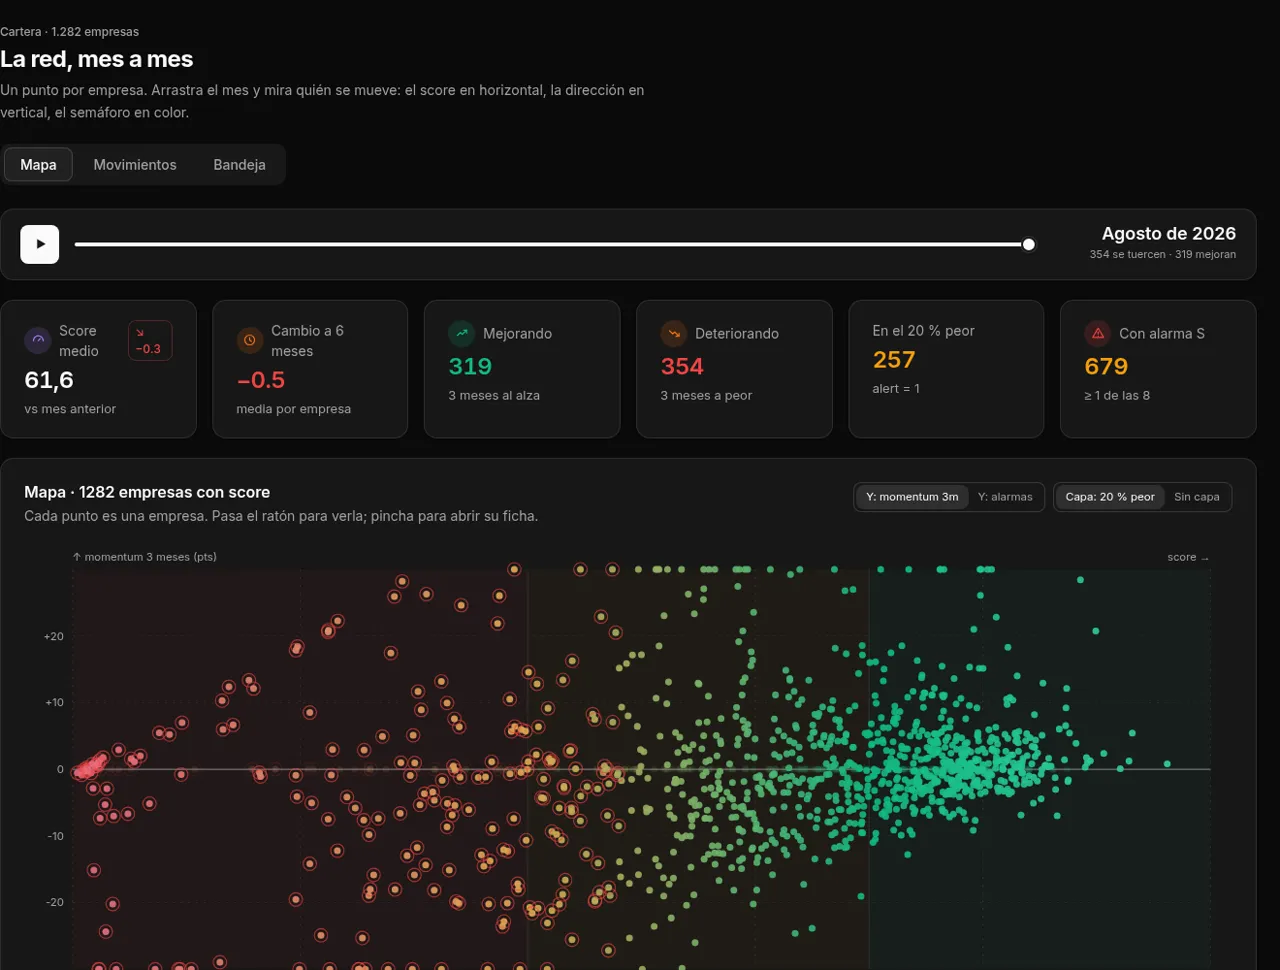 Cartera · 1.282 empresas
La red, mes a mes
Un punto por empresa. Arrastra el mes y mira quién se mueve: el score en horizontal, la dirección en
vertical, el semáforo en color.
Mapa
Movimientos
Bandeja
Agosto de 2026
354 se tuercen · 319 mejoran
Score
medio
↘
−0.3
61,6
vs mes anterior
Cambio a 6
meses
−0.5
media por empresa
Mejorando
319
3 meses al alza
Deteriorando
354
3 meses a peor
En el 20 % peor
257
alert = 1
Con alarma S
679
≥ 1 de las 8
Mapa · 1282 empresas con score
Cada punto es una empresa. Pasa el ratón para verla; pincha para abrir su ficha.
Y: momentum 3m
Y: alarmas
Capa: 20 % peor
Sin capa
↑ momentum 3 meses (pts)
score →
+20
+10
0
-10
-20